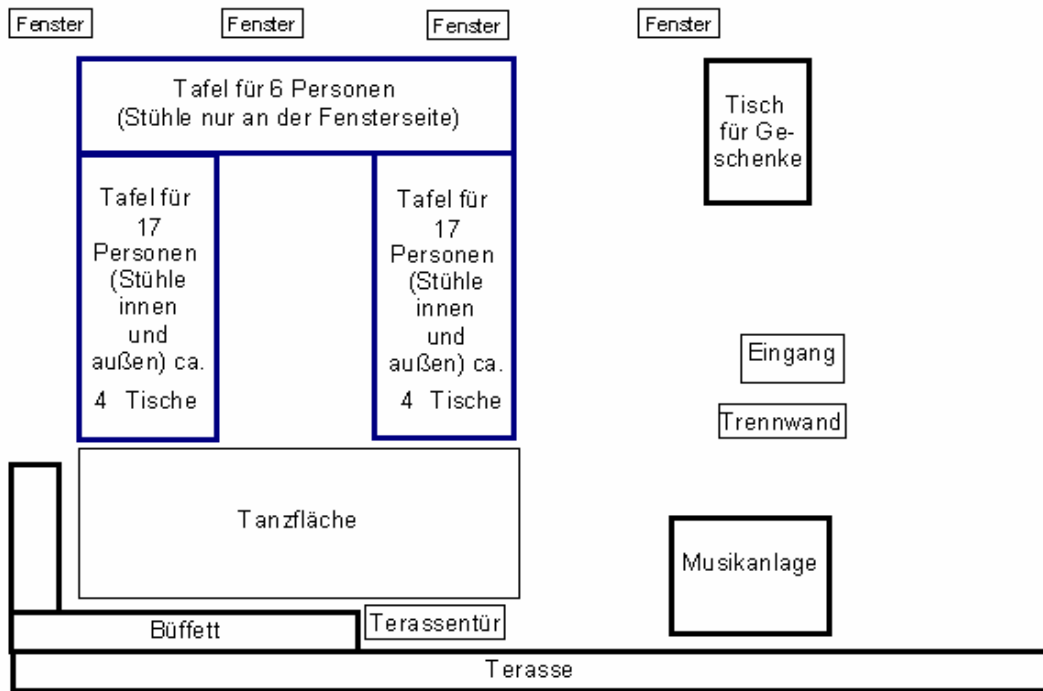 Fenster
Fenster
Fenster
Fenster
Tafel für 6 Personen
(Stühle nur an der Fensterseite)
Tisch
für Ge-
schenke
Tafel für
17
Personen
(Stühle
innen
und
außen) ca.
4 Tische
Tafel für
17
Personen
(Stühle
innen
und
außen) ca.
4 Tische
Eingang
Trennwand
Tanzfläche
Musikanlage
Büffett
Terassentür
Terasse